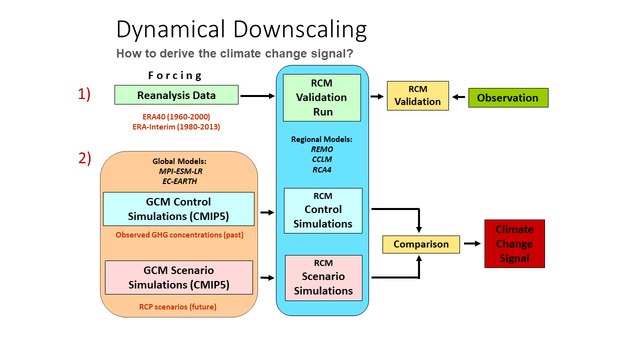 Dynamical Downscaling
How to derive the climate change signal?
Forcing
1)
Reanalysis Data
ERA40 (1960-2000)
ERA-Interim (1980-2013)
RCM
Validation
Run
RCM
Validation
Observation
Regional Models:
REMO
CCLM
RCA4
2)
Global Models:
MPI-ESM-LR
EC-EARTH
GCM Control
Simulations (CMIP5)
Observed GHG concentrations (past)
RCM
Control
Simulations
GCM Scenario
Simulations (CMIP5)
RCP scenarios (future)
RCM
Scenario
Simulations
Comparison
Climate
Change
Signal